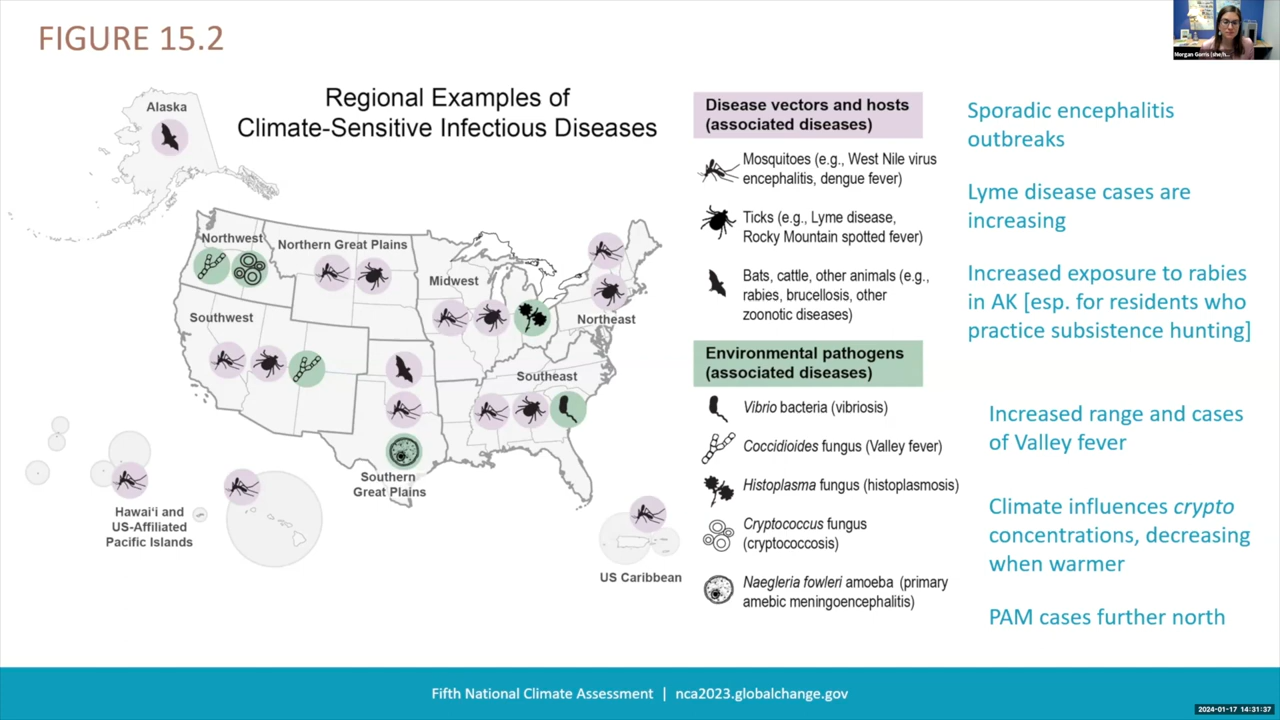 FIGURE 15.2
Morgan Gorris (she/h...
Regional Examples of
Climate-Sensitive Infectious Diseases
Alaska
Northwest
Northern Great Plains
Midwest
Southwest
Northeast
Southeast
Southern
Great Plains
Hawaiʻi and
US-Affiliated
Pacific Islands
US Caribbean
Disease vectors and hosts
(associated diseases)
Mosquitoes (e.g., West Nile virus
encephalitis, dengue fever)
Ticks (e.g., Lyme disease,
Rocky Mountain spotted fever)
Bats, cattle, other animals (e.g.,
rabies, brucellosis, other
zoonotic diseases)
Environmental pathogens
(associated diseases)
Vibrio bacteria (vibriosis)
Coccidioides fungus (Valley fever)
Histoplasma fungus (histoplasmosis)
Cryptococcus fungus
(cryptococcosis)
Naegleria fowleri amoeba (primary
amebic meningoencephalitis)
Sporadic encephalitis
outbreaks
Lyme disease cases are
increasing
Increased exposure to rabies
in AK [esp. for residents who
practice subsistence hunting]
Increased range and cases
of Valley fever
Climate influences crypto
concentrations, decreasing
when warmer
PAM cases further north
Fifth National Climate Assessment | nca2023.globalchange.gov
2024-01-17 14:31:37